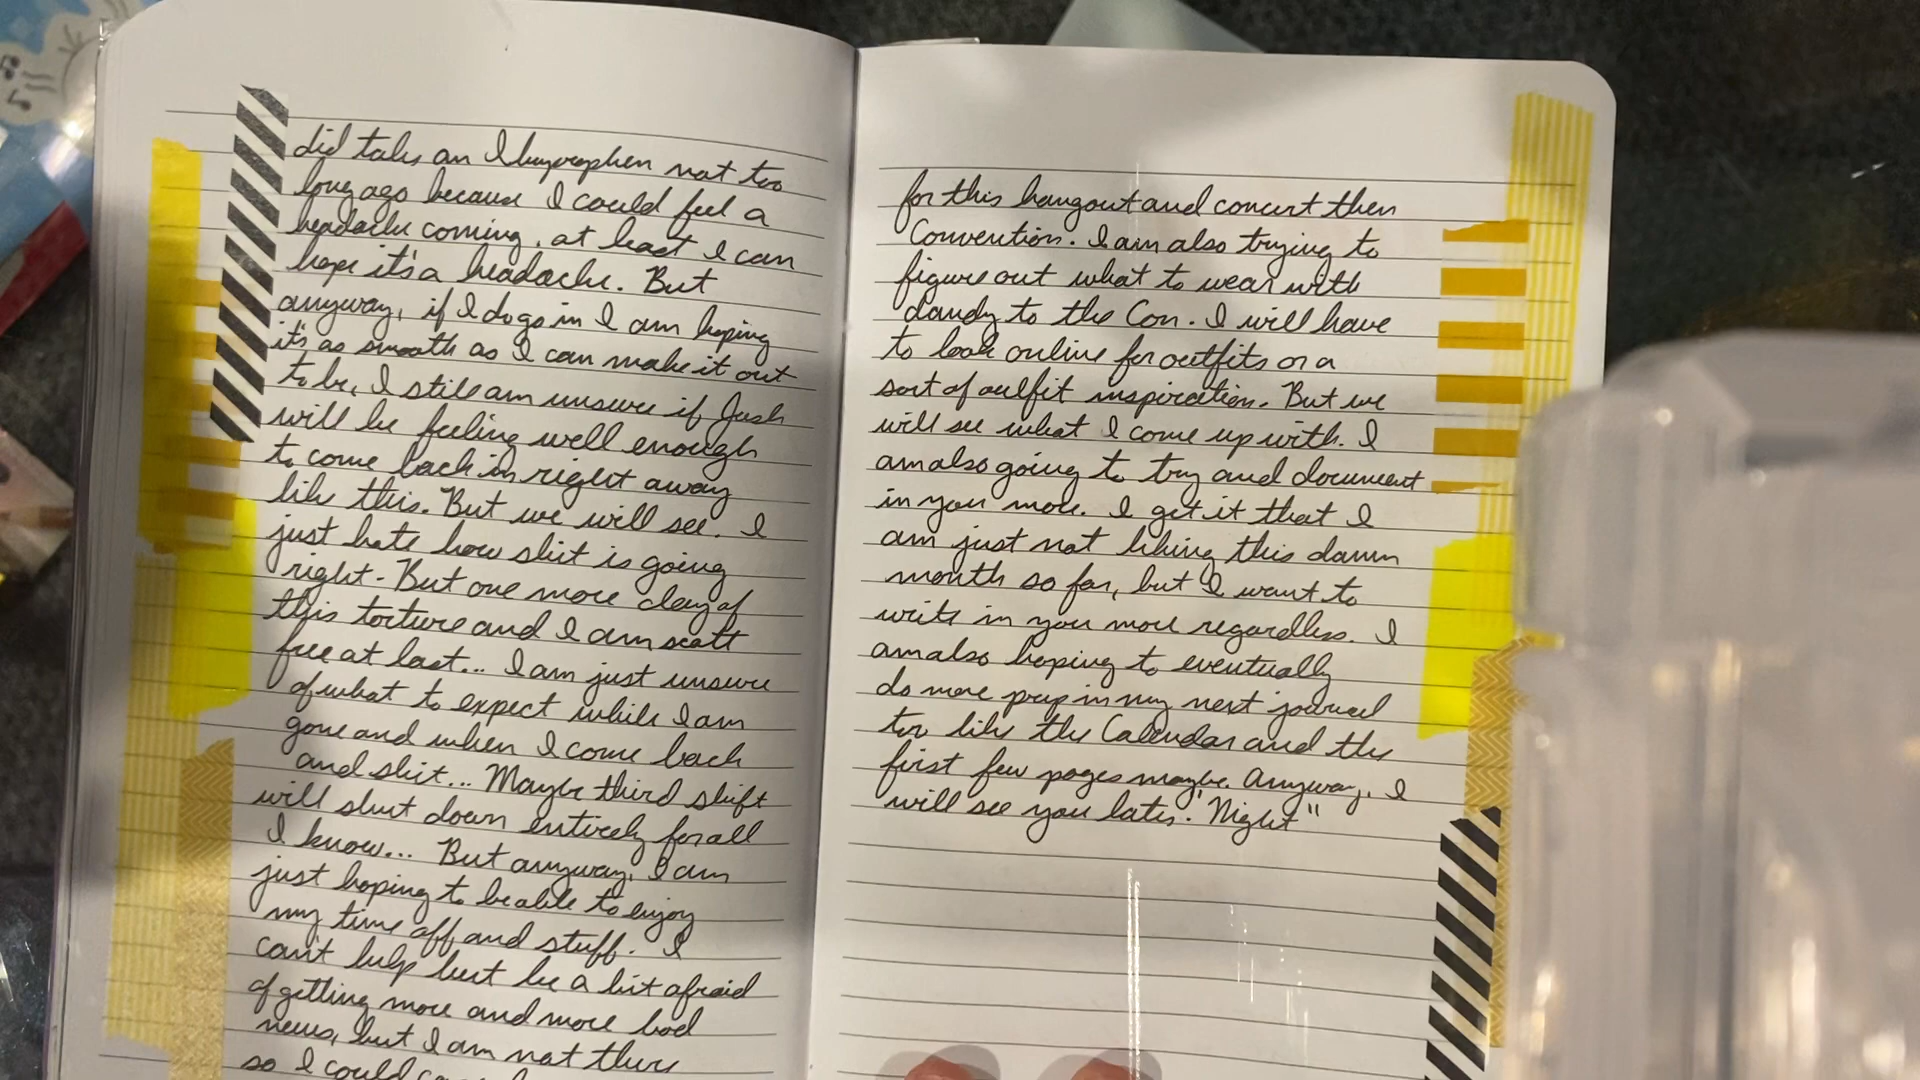 did take an Ibuyrophen not too
long ago because I could feel a
headache coming, at least I can
hope it's a headache. But
anyway, if I do go in I am hoping
it's as smooth as I can make it out
to be, I still am unsure if Josh
will be feeling well enough
to come back in right away
like this. But we will see. I
just hate how shit is going
right. But one more day of
this torture and I am scott
free at last... I am just unsure
of what to expect while I am
gone and when I come back
and shit... Maybe third shift
will shut down entirely for all
I know... But anyway, I am
just hoping to be able to enjoy
my time off and stuff. I
can't help but be a bit afraid
of getting more and more bad
news, but I am not there
so I could
for this hangout and concert then
Convention. I am also trying to
figure out what to wear with
dandy to the Con. I will have
to look online for outfits or a
sort of outfit inspiration. But we
will see what I come up with. I
am also going to try and document
in you more. I get it that I
am just not liking this damn
month so far, but I want to
write in you more regardless. I
am also hoping to eventually
do more prep in my next journal
too like the Calendar and the
first few pages maybe. Anyway, I
will see you later. "Night"